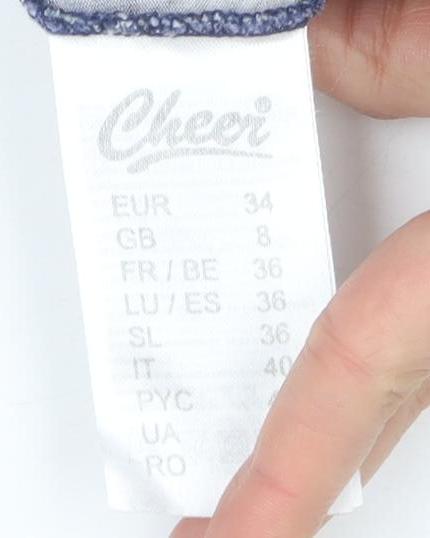 Cheer®
EUR 34
GB 8
FR / BE 36
LU / ES 36
SL 36
IT 40
PYC
UA
RO